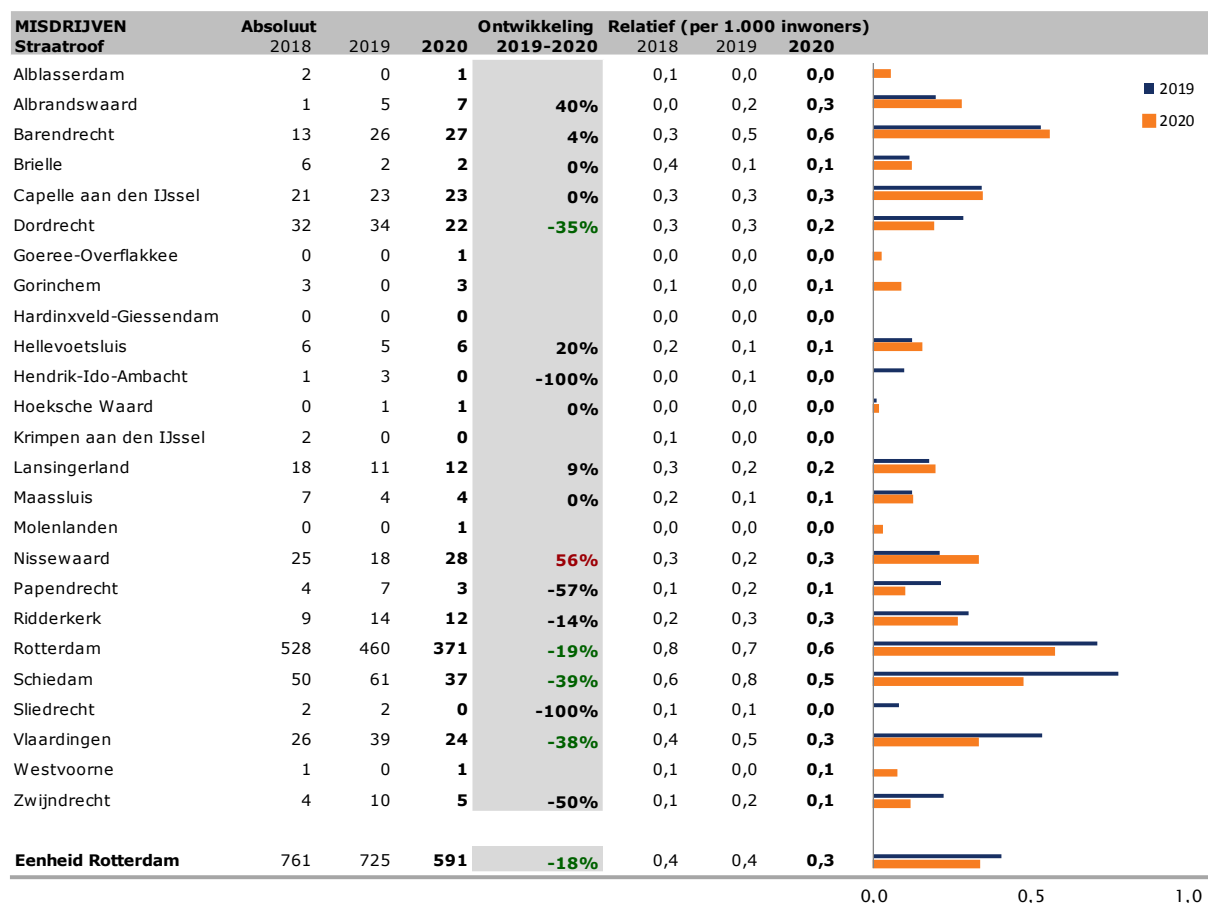 MISDRIJVEN Absoluut Ontwikkeling Relatief (per 1.000 inwoners)
Straatroof 2018 2019 2020 2019-2020 2018 2019 2020
Alblasserdam 2 0 1 0,1 0,0 0,0
2019
Albrandswaard 1 5 7 40% 0,0 0,2 0,3
2020
Barendrecht 13 26 27 4% 0,3 0,5 0,6
Brielle 6 2 2 0% 0,4 0,1 0,1
Capelle aan den IJssel 21 23 23 0% 0,3 0,3 0,3
Dordrecht 32 34 22 -35% 0,3 0,3 0,2
Goeree-Overflakkee 0 0 1 0,0 0,0 0,0
Gorinchem 3 0 3 0,1 0,0 0,1
Hardinxveld-Giessendam 0 0 0 0,0 0,0 0,0
Hellevoetsluis 6 5 6 20% 0,2 0,1 0,1
Hendrik-Ido-Ambacht 1 3 0 -100% 0,0 0,1 0,0
Hoeksche Waard 0 1 1 0% 0,0 0,0 0,0
Krimpen aan den IJssel 2 0 0 0,1 0,0 0,0
Lansingerland 18 11 12 9% 0,3 0,2 0,2
Maassluis 7 4 4 0% 0,2 0,1 0,1
Molenlanden 0 0 1 0,0 0,0 0,0
Nissewaard 25 18 28 56% 0,3 0,2 0,3
Papendrecht 4 7 3 -57% 0,1 0,2 0,1
Ridderkerk 9 14 12 -14% 0,2 0,3 0,3
Rotterdam 528 460 371 -19% 0,8 0,7 0,6
Schiedam 50 61 37 -39% 0,6 0,8 0,5
Sliedrecht 2 2 0 -100% 0,1 0,1 0,0
Vlaardingen 26 39 24 -38% 0,4 0,5 0,3
Westvoorne 1 0 1 0,1 0,0 0,1
Zwijndrecht 4 10 5 -50% 0,1 0,2 0,1
Eenheid Rotterdam 761 725 591 -18% 0,4 0,4 0,3
0,0 0,5 1,0